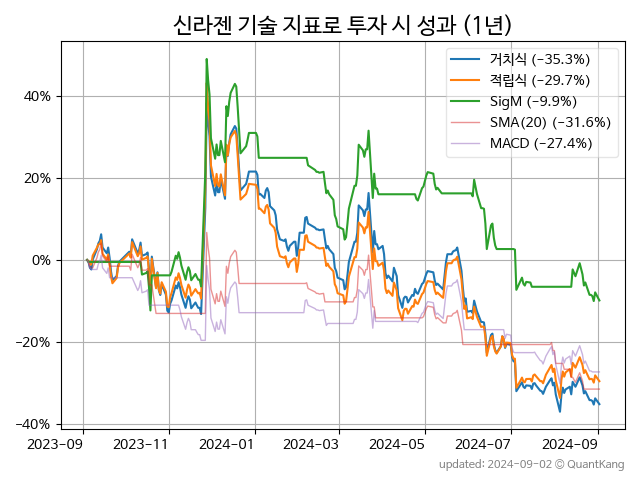 신라젠 기술 지표로 투자 시 성과 (1년)
거치식 (−35.3%)
적립식 (−29.7%)
SigM (−9.9%)
SMA(20) (−31.6%)
MACD (−27.4%)
40%
20%
0%
−20%
−40%
2023-09 2023-11 2024-01 2024-03 2024-05 2024-07 2024-09
updated: 2024-09-02 © QuantKang